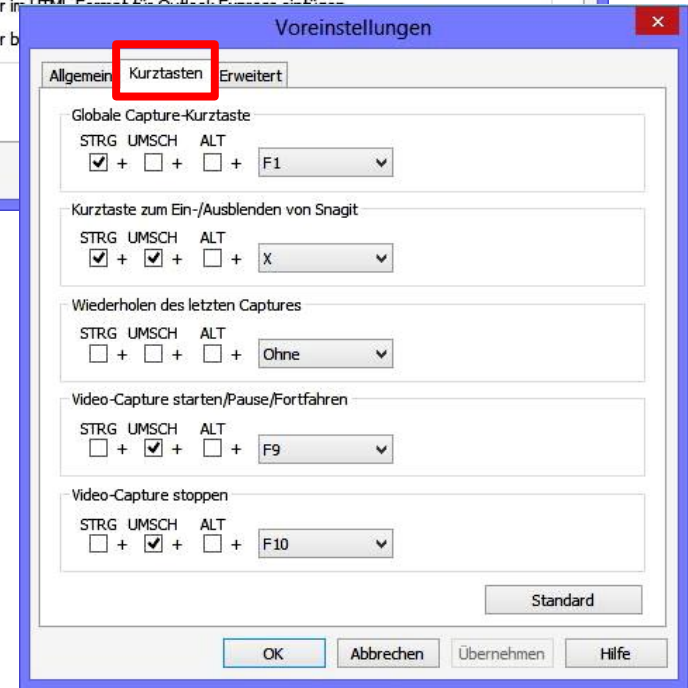 Voreinstellungen
Allgemein Kurztasten Erweitert
Globale Capture-Kurztaste
STRG UMSCH ALT
+ + + F1
Kurztaste zum Ein-/Ausblenden von Snagit
STRG UMSCH ALT
+ + + X
Wiederholen des letzten Captures
STRG UMSCH ALT
+ + + Ohne
Video-Capture starten/Pause/Fortfahren
STRG UMSCH ALT
+ + + F9
Video-Capture stoppen
STRG UMSCH ALT
+ + + F10
Standard
OK Abbrechen Übernehmen Hilfe